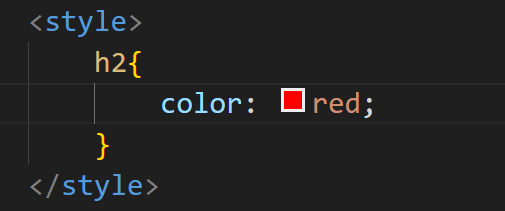 <style>
h2{
color: red;
}
</style>